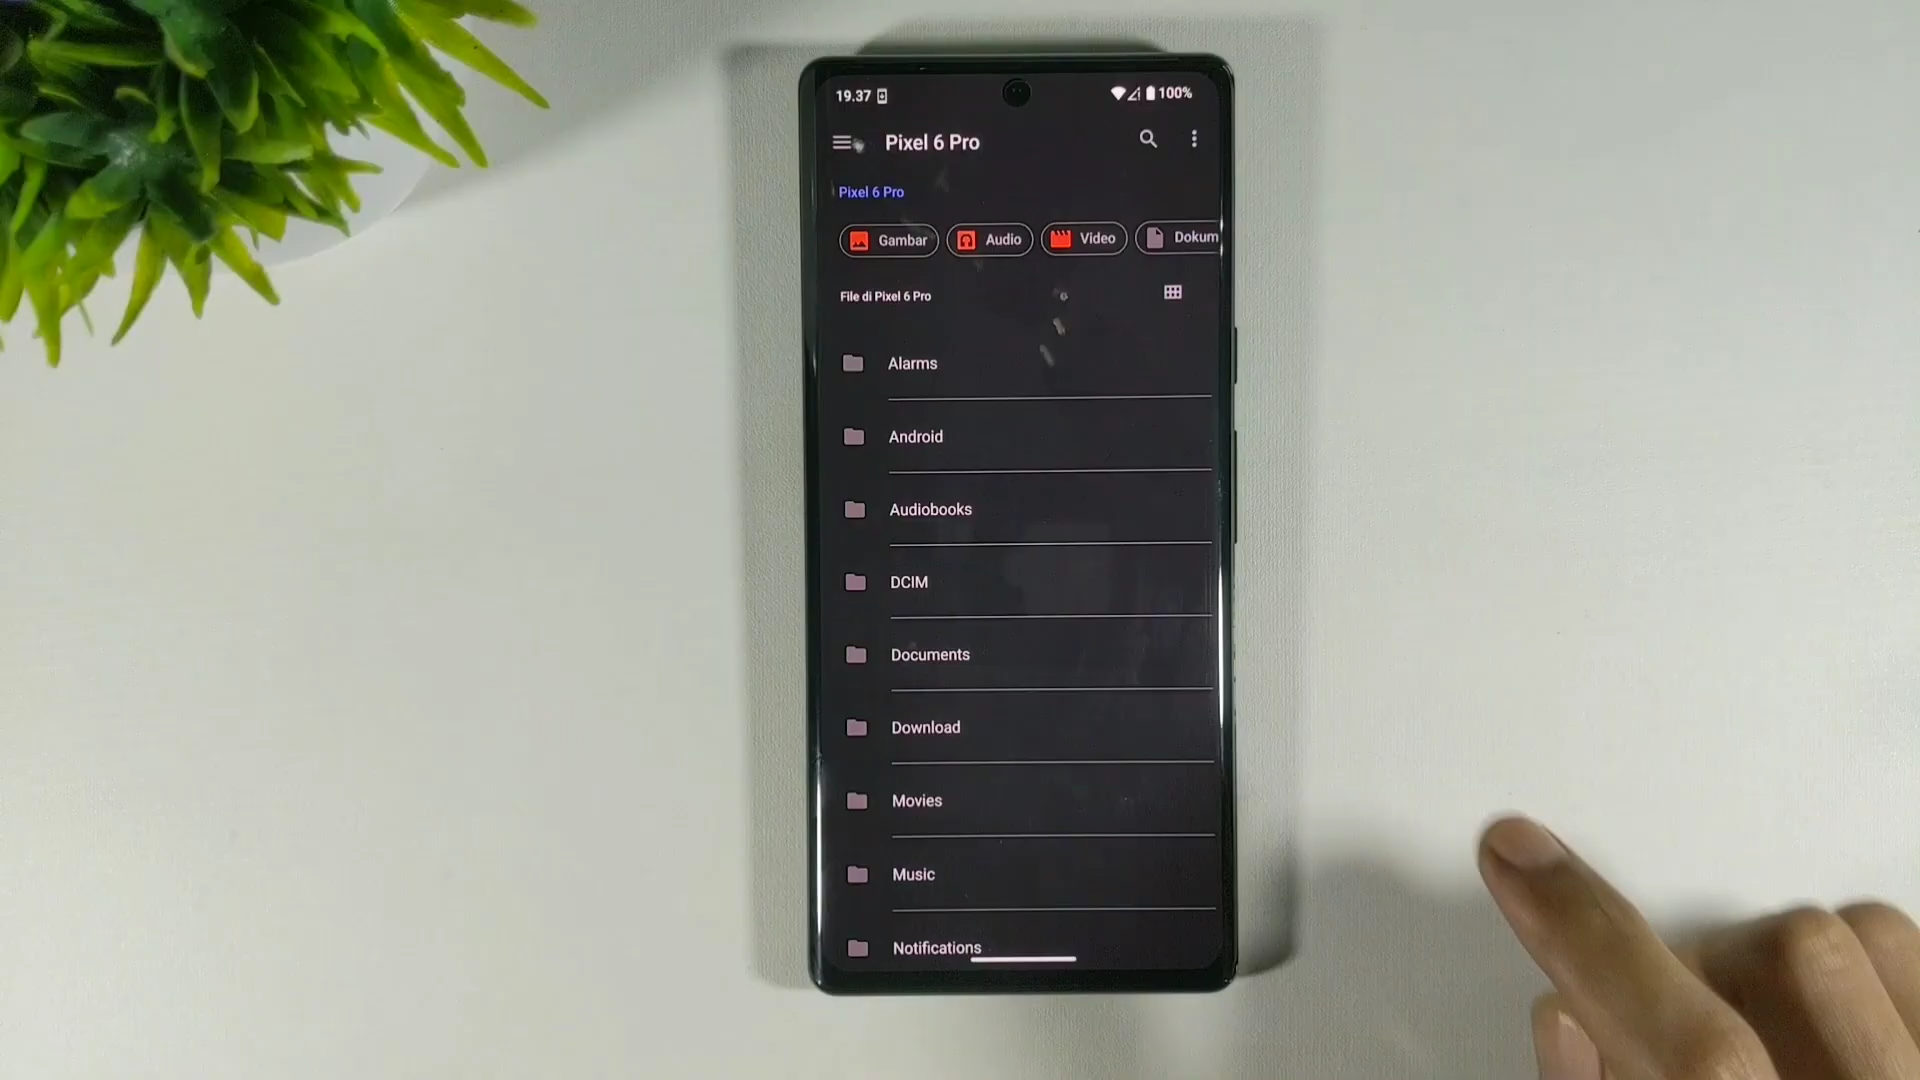 19.37
100%
Pixel 6 Pro
Pixel 6 Pro
Gambar
Audio
Video
Dokum
File di Pixel 6 Pro
Alarms
Android
Audiobooks
DCIM
Documents
Download
Movies
Music
Notifications